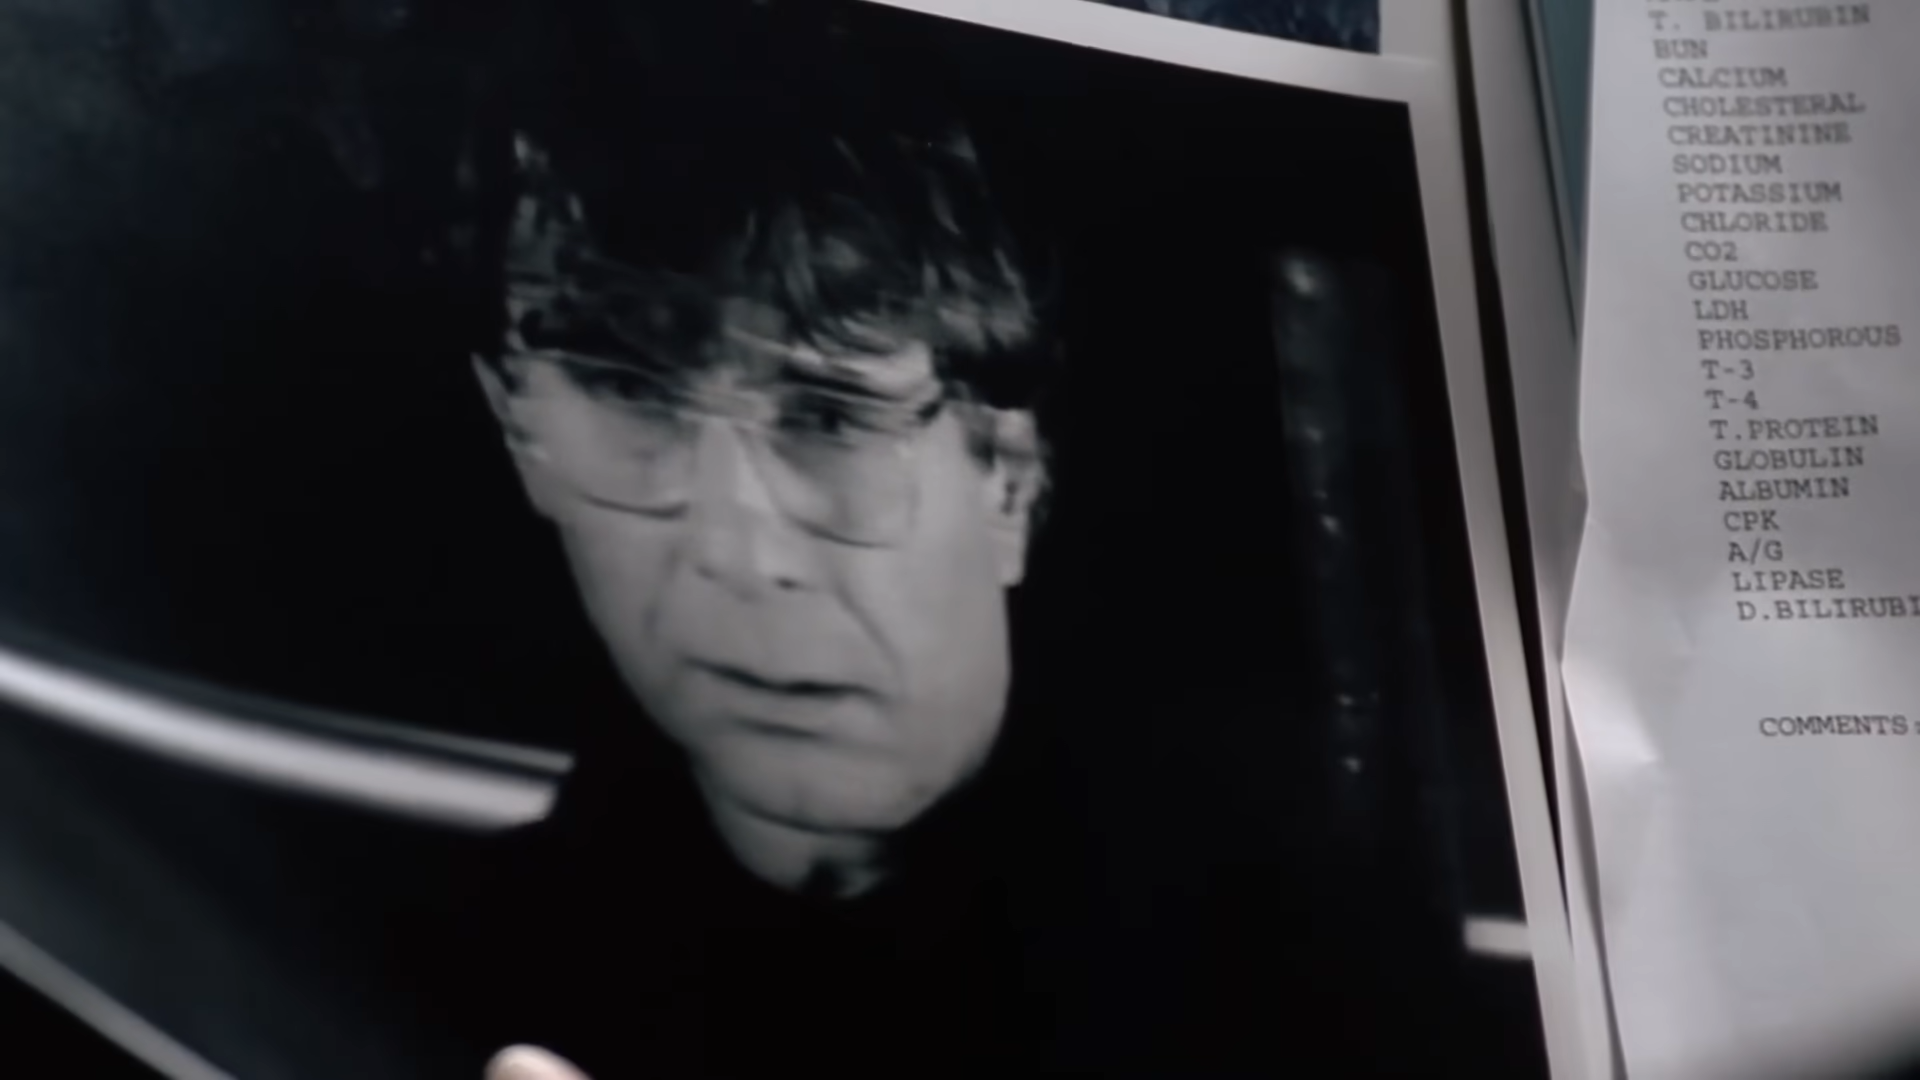 T. BILIRUBIN
BUN
CALCIUM
CHOLESTERAL
CREATININE
SODIUM
POTASSIUM
CHLORIDE
CO2
GLUCOSE
LDH
PHOSPHOROUS
T-3
T-4
T.PROTEIN
GLOBULIN
ALBUMIN
CPK
A/G
LIPASE
D.BILIRUBI
COMMENTS: